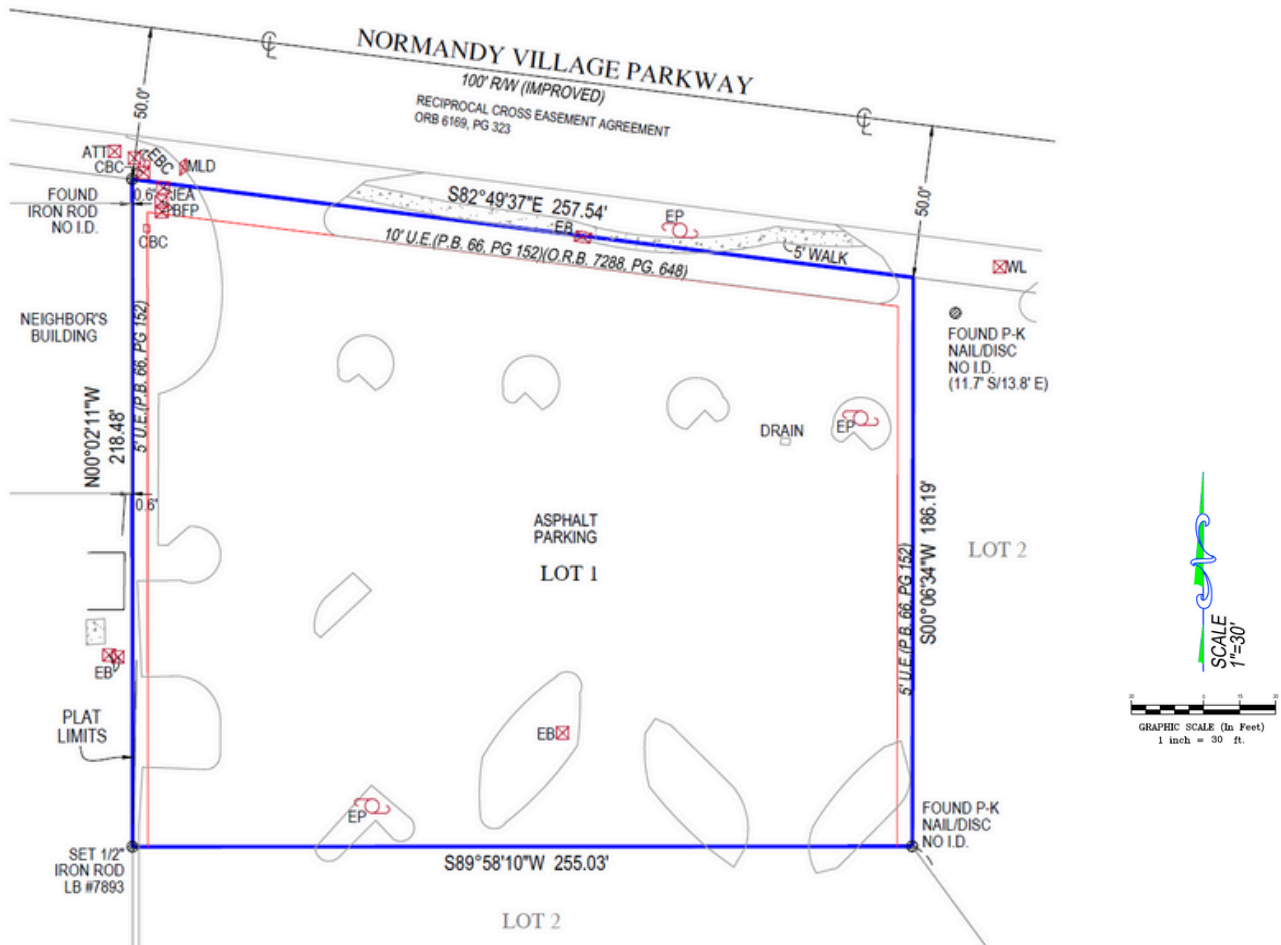 NORMANDY VILLAGE PARKWAY
100' R/W (IMPROVED)
RECIPROCAL CROSS EASEMENT AGREEMENT
ORB 6169, PG 323
50.0'
50.0'
ATT
CBC
EBC
MLD
FOUND
IRON ROD
NO I.D.
0.6'
JEA
BFP
CBC
S82°49'37"E 257.54'
EP
EB
5' WALK
10' U.E.(P.B. 66, PG 152)(O.R.B. 7288, PG. 648)
WL
FOUND P-K
NAIL/DISC
NO I.D.
(11.7' S/13.8' E)
NEIGHBOR'S
BUILDING
5' U.E.(P.B. 66, PG 152)
N00°02'11"W
218.48'
0.6'
DRAIN
EP
ASPHALT
PARKING
LOT 1
5' U.E.(P.B. 66, PG 152)
S00°06'34"W 186.19'
LOT 2
EB
PLAT
LIMITS
EB
EP
SET 1/2"
IRON ROD
LB #7893
S89°58'10"W 255.03'
FOUND P-K
NAIL/DISC
NO I.D.
LOT 2
SCALE
1"=30'
30 0 15 30
GRAPHIC SCALE (In Feet)
1 inch = 30 ft.